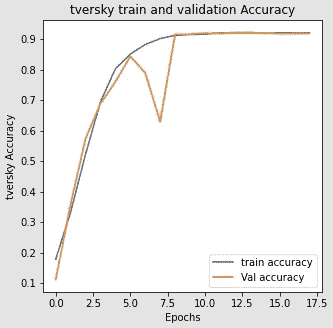 tversky train and validation Accuracy
tversky Accuracy
0.9
0.8
0.7
0.6
0.5
0.4
0.3
0.2
0.1
train accuracy
Val accuracy
0.0 2.5 5.0 7.5 10.0 12.5 15.0 17.5
Epochs